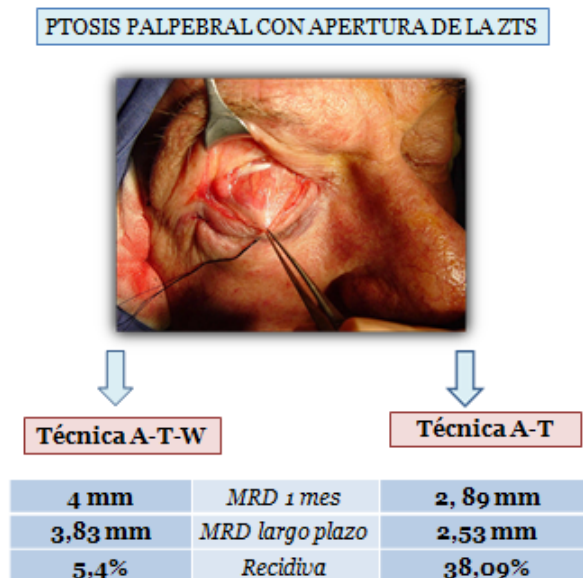 PTOSIS PALPEBRAL CON APERTURA DE LA ZTS
Técnica A-T-W
Técnica A-T
4 mm MRD 1 mes 2, 89 mm
3,83 mm MRD largo plazo 2,53 mm
5,4% Recidiva 38,09%